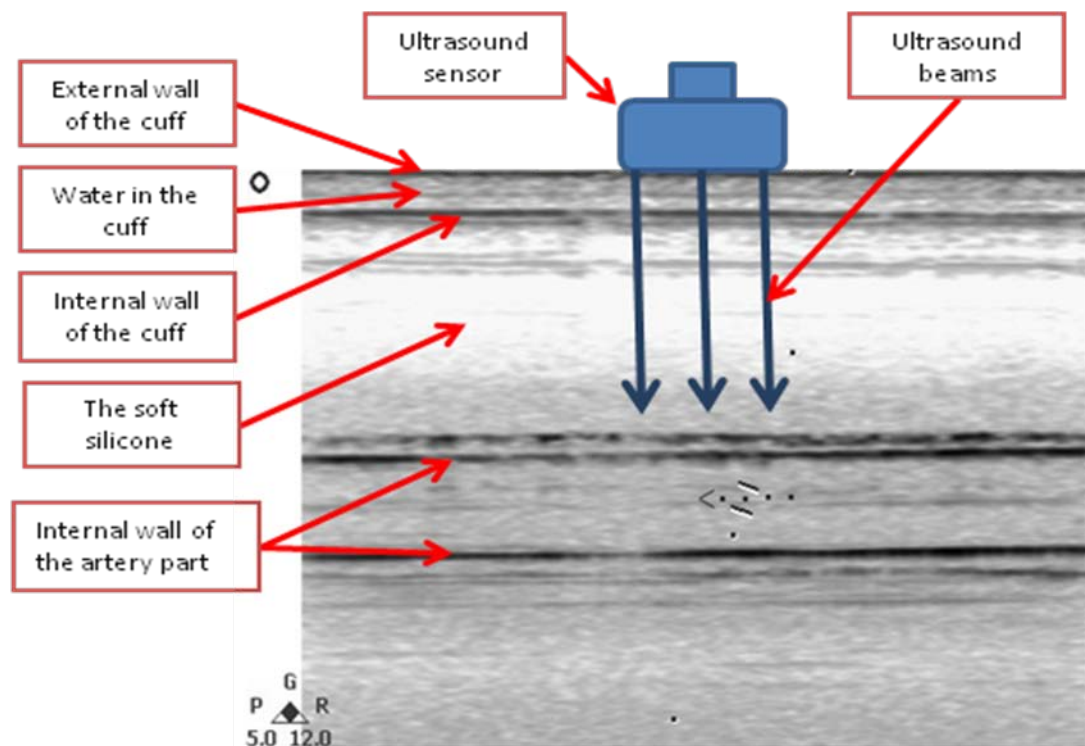 Ultrasound
sensor
Ultrasound
beams
External wall
of the cuff
Water in the
cuff
Internal wall
of the cuff
The soft
silicone
Internal wall of
the artery part
G
P R
5.0 12.0